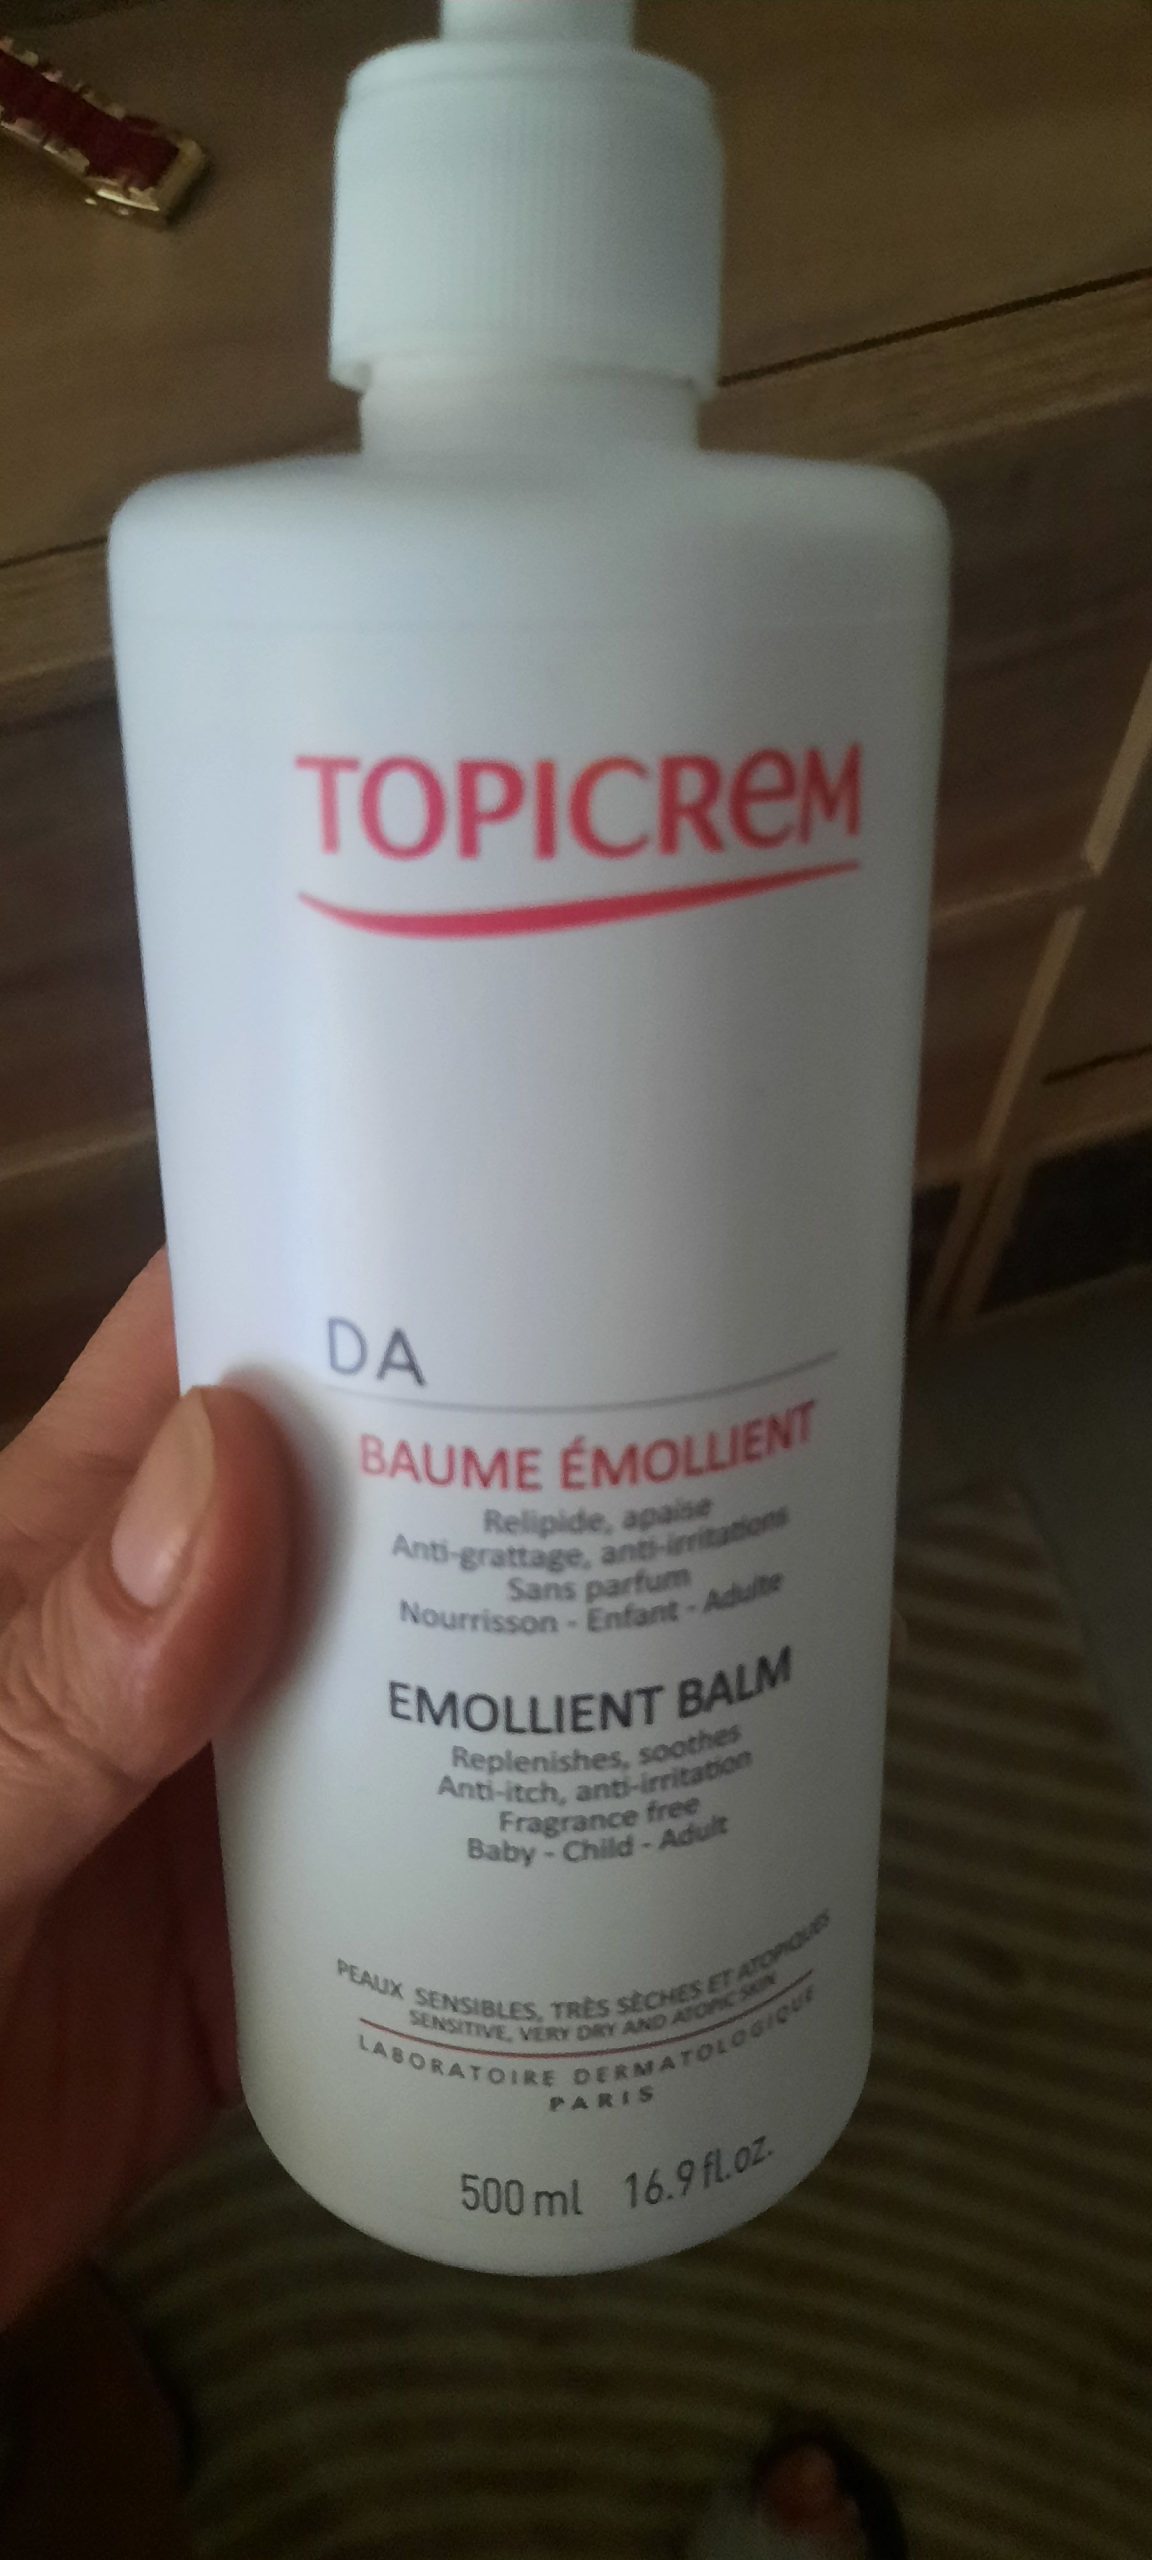 TOPICREM
DA
BAUME ÉMOLLIENT
Relipide, apaise
Anti-grattage, anti-irritations
Sans parfum
Nourrisson - Enfant - Adulte
EMOLLIENT BALM
Replenishes, soothes
Anti-itch, anti-irritation
Fragrance free
Baby - Child - Adult
PEAUX SENSIBLES, TRÈS SÈCHES ET ATOPIQUES
SENSITIVE, VERY DRY AND ATOPIC SKIN
LABORATOIRE DERMATOLOGIQUE
PARIS
500 ml 16.9 fl.oz.